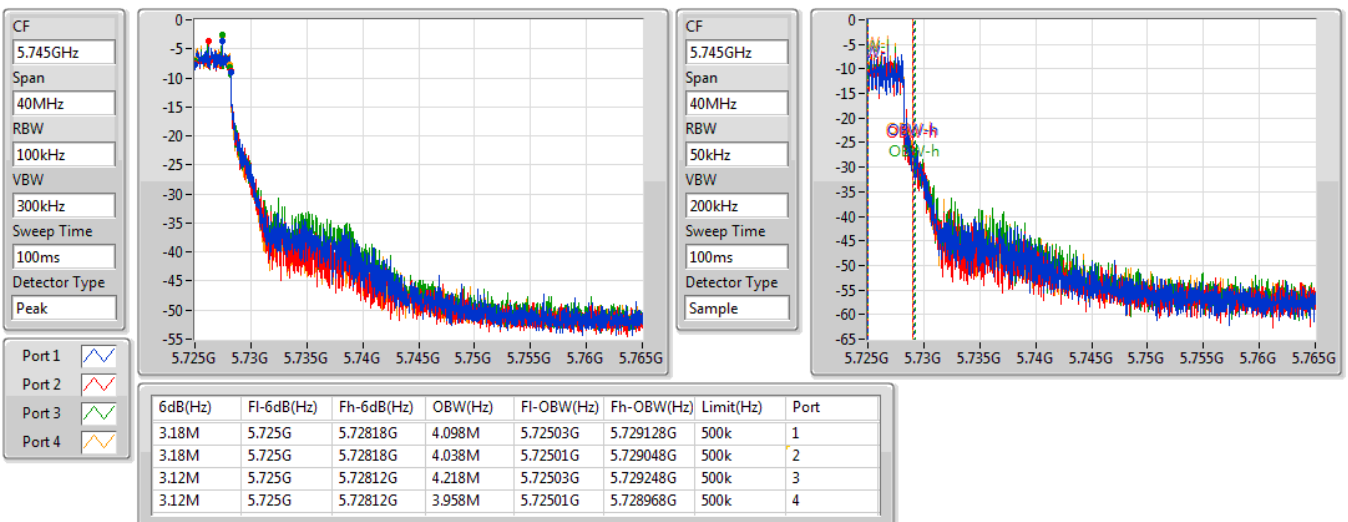 CF
5.745GHz
Span
40MHz
RBW
100kHz
VBW
300kHz
Sweep Time
100ms
Detector Type
Peak
0-
-5-
-10-
-15-
-20-
-25-
-30-
-35-
-40-
-45-
-50-
-55-
5.725G 5.73G 5.735G 5.74G 5.745G 5.75G 5.755G 5.76G 5.765G
CF
5.745GHz
Span
40MHz
RBW
50kHz
VBW
200kHz
Sweep Time
100ms
Detector Type
Sample
0-
-5-
-10-
-15-
-20-
-25-
-30-
-35-
-40-
-45-
-50-
-55-
-60-
-65-
OBW-h
OBW-h
5.725G 5.73G 5.735G 5.74G 5.745G 5.75G 5.755G 5.76G 5.765G
Port 1
Port 2
Port 3
Port 4
6dB(Hz) Fl-6dB(Hz) Fh-6dB(Hz) OBW(Hz) Fl-OBW(Hz) Fh-OBW(Hz) Limit(Hz) Port
3.18M 5.725G 5.72818G 4.098M 5.72503G 5.729128G 500k 1
3.18M 5.725G 5.72818G 4.038M 5.72501G 5.729048G 500k 2
3.12M 5.725G 5.72812G 4.218M 5.72503G 5.729248G 500k 3
3.12M 5.725G 5.72812G 3.958M 5.72501G 5.728968G 500k 4